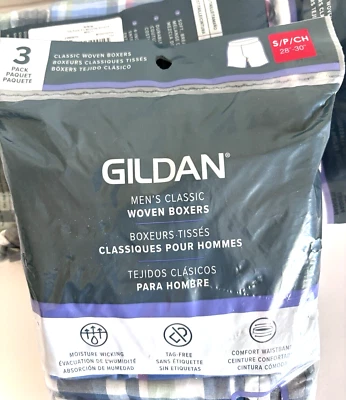 3
PACK
PAQUET
PAQUETE
CLASSIC WOVEN BOXERS
BOXEURS CLASSIQUES TISSÉS
BÓXERS TEJIDO CLÁSICO
S/P/CH
28"-30"
GILDAN®
MEN'S CLASSIC
WOVEN BOXERS
BOXEURS TISSÉS
CLASSIQUES POUR HOMMES
TEJIDOS CLÁSICOS
PARA HOMBRE
MOISTURE WICKING
ÉVACUATION DE L'HUMIDITÉ
ABSORCIÓN DE HUMEDAD
TAG-FREE
SANS ÉTIQUETTE
SIN ETIQUETAS
COMFORT WAISTBAND
CEINTURE CONFORTABLE
CINTURA CÓMODA